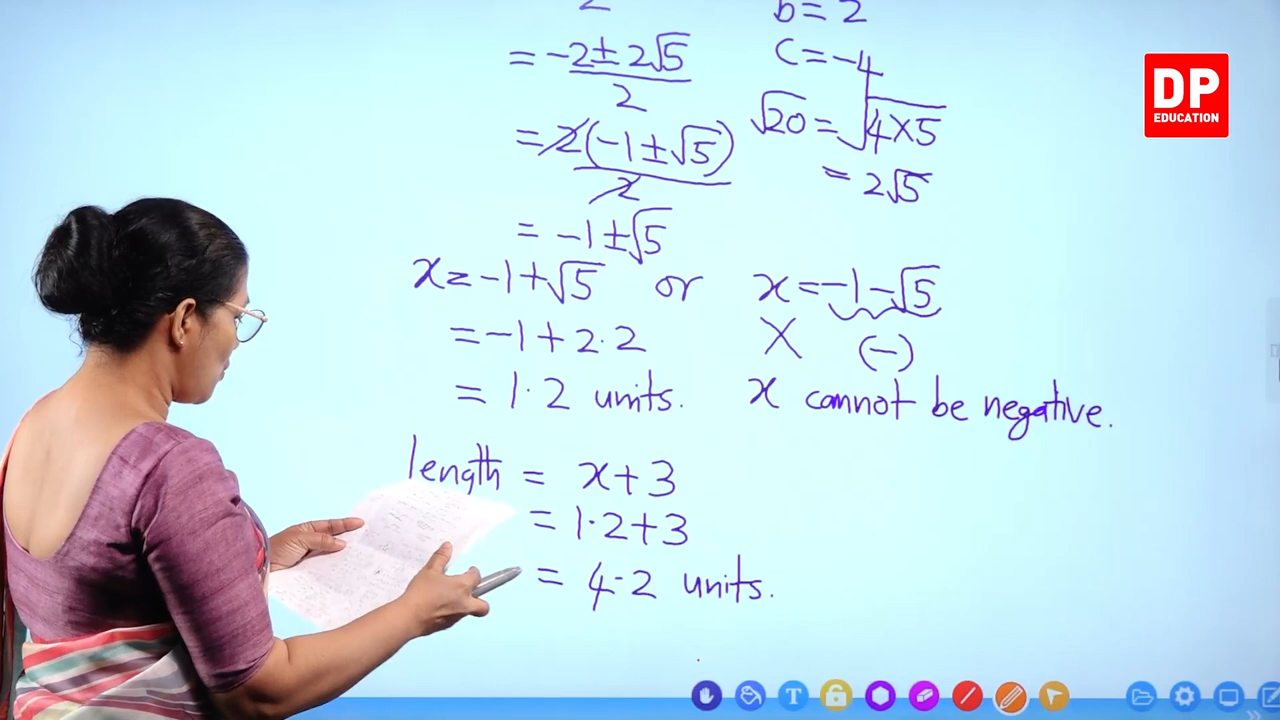 2
b = 2
= -2 ± 2√5
2
c = -4
√20 = √4×5
= 2(-1 ± √5)
2
= 2√5
= -1 ± √5
x = -1 + √5 or x = -1 - √5
= -1 + 2·2 X (-)
= 1·2 units. x cannot be negative.
length = x + 3
= 1·2 + 3
= 4·2 units.
DP
EDUCATION
T